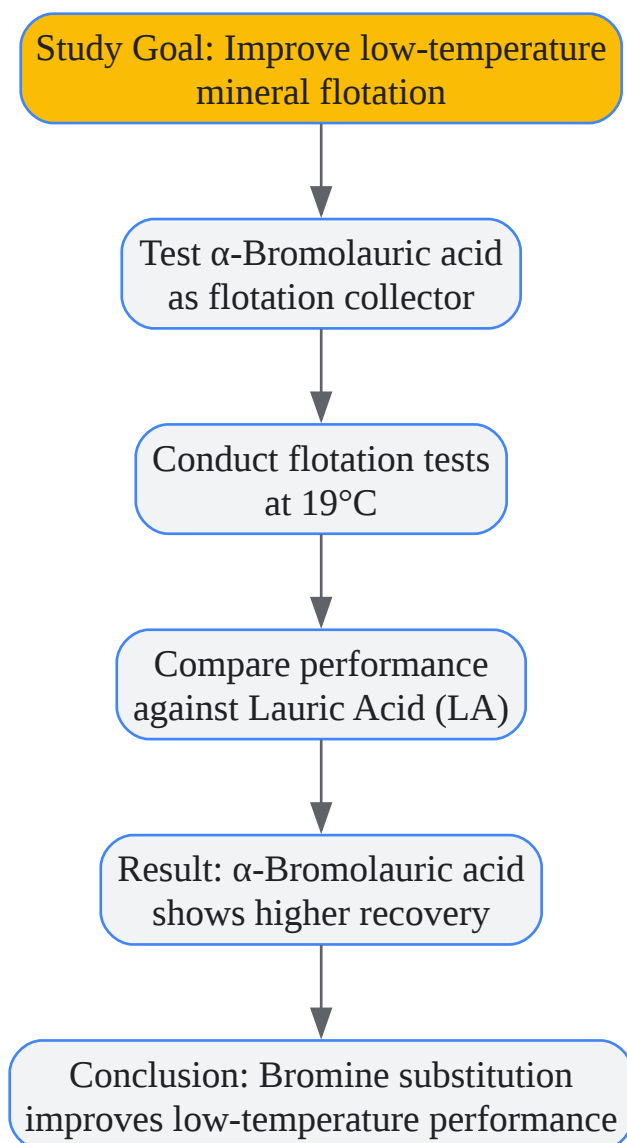 Study Goal: Improve low-temperature
mineral flotation
Test α-Bromolauric acid
as flotation collector
Conduct flotation tests
at 19°C
Compare performance
against Lauric Acid (LA)
Result: α-Bromolauric acid
shows higher recovery
Conclusion: Bromine substitution
improves low-temperature performance